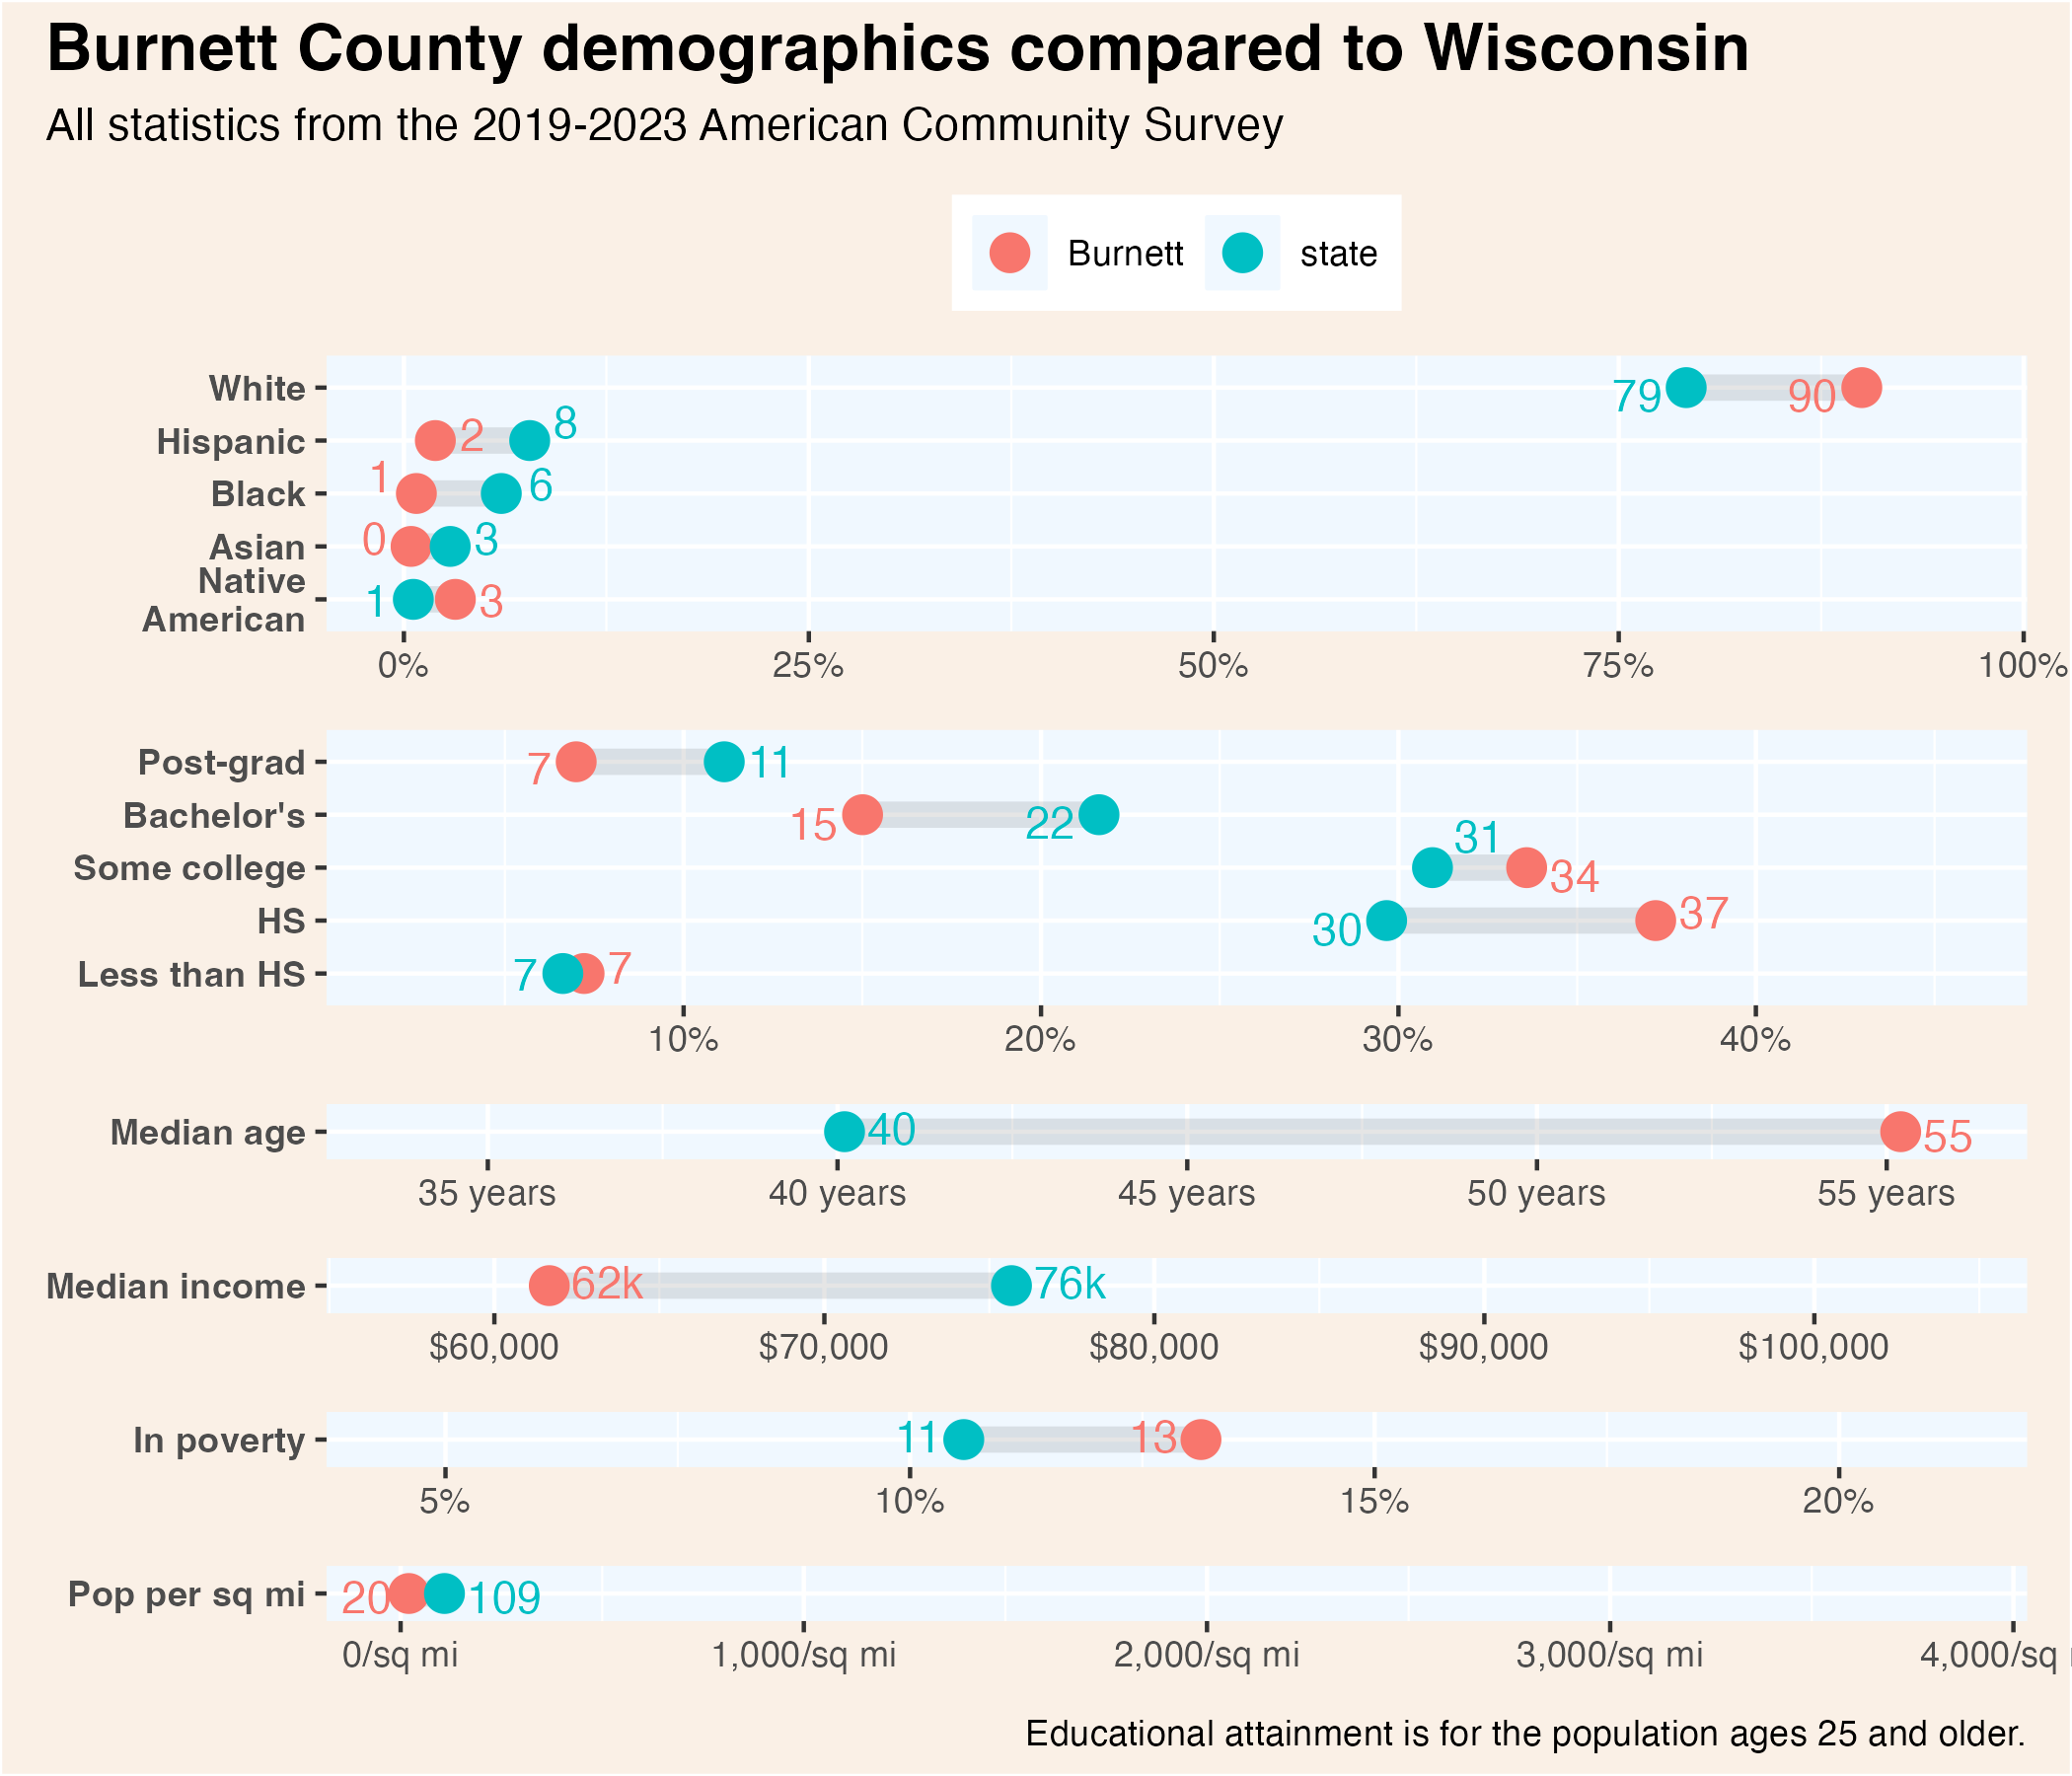 Burnett County demographics compared to Wisconsin
All statistics from the 2019-2023 American Community Survey
Burnett state
White 79 90
Hispanic 2 8
Black 1 6
Asian 0 3
Native
American 1 3
0% 25% 50% 75% 100%
Post-grad 7 11
Bachelor's 15 22
Some college 31 34
HS 30 37
Less than HS 7 7
10% 20% 30% 40%
Median age 40 55
35 years 40 years 45 years 50 years 55 years
Median income 62k 76k
$60,000 $70,000 $80,000 $90,000 $100,000
In poverty 11 13
5% 10% 15% 20%
Pop per sq mi 20 109
0/sq mi 1,000/sq mi 2,000/sq mi 3,000/sq mi 4,000/sq
Educational attainment is for the population ages 25 and older.